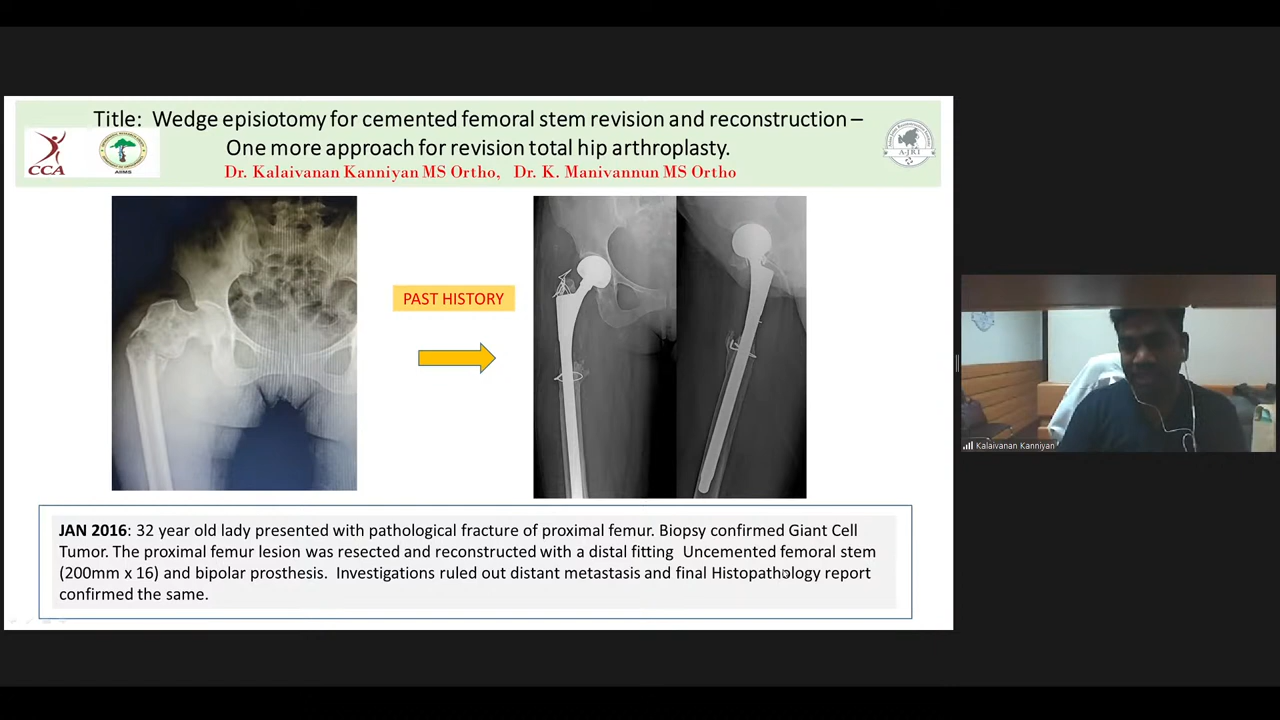 Title: Wedge episiotomy for cemented femoral stem revision and reconstruction –
One more approach for revision total hip arthroplasty.
Dr. Kalaivanan Kanniyan MS Ortho, Dr. K. Manivannun MS Ortho
CCA
AIIMS
A-JRI
PAST HISTORY
JAN 2016: 32 year old lady presented with pathological fracture of proximal femur. Biopsy confirmed Giant Cell
Tumor. The proximal femur lesion was resected and reconstructed with a distal fitting Uncemented femoral stem
(200mm x 16) and bipolar prosthesis. Investigations ruled out distant metastasis and final Histopathology report
confirmed the same.
Kalaivanan Kanniyan